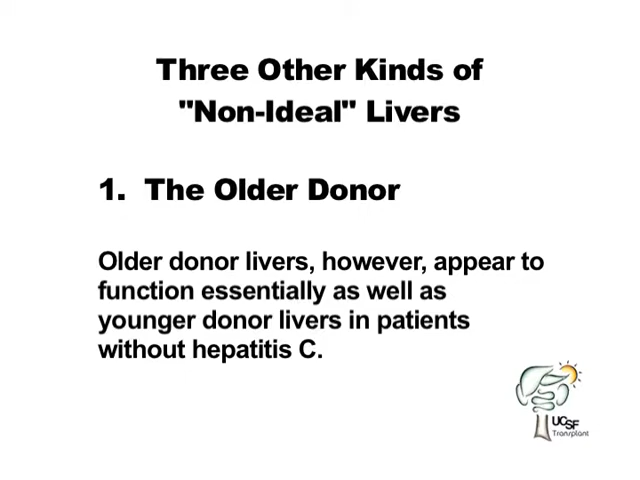 Three Other Kinds of
"Non-Ideal" Livers
1. The Older Donor
Older donor livers, however, appear to
function essentially as well as
younger donor livers in patients
without hepatitis C.
UCSF
Transplant